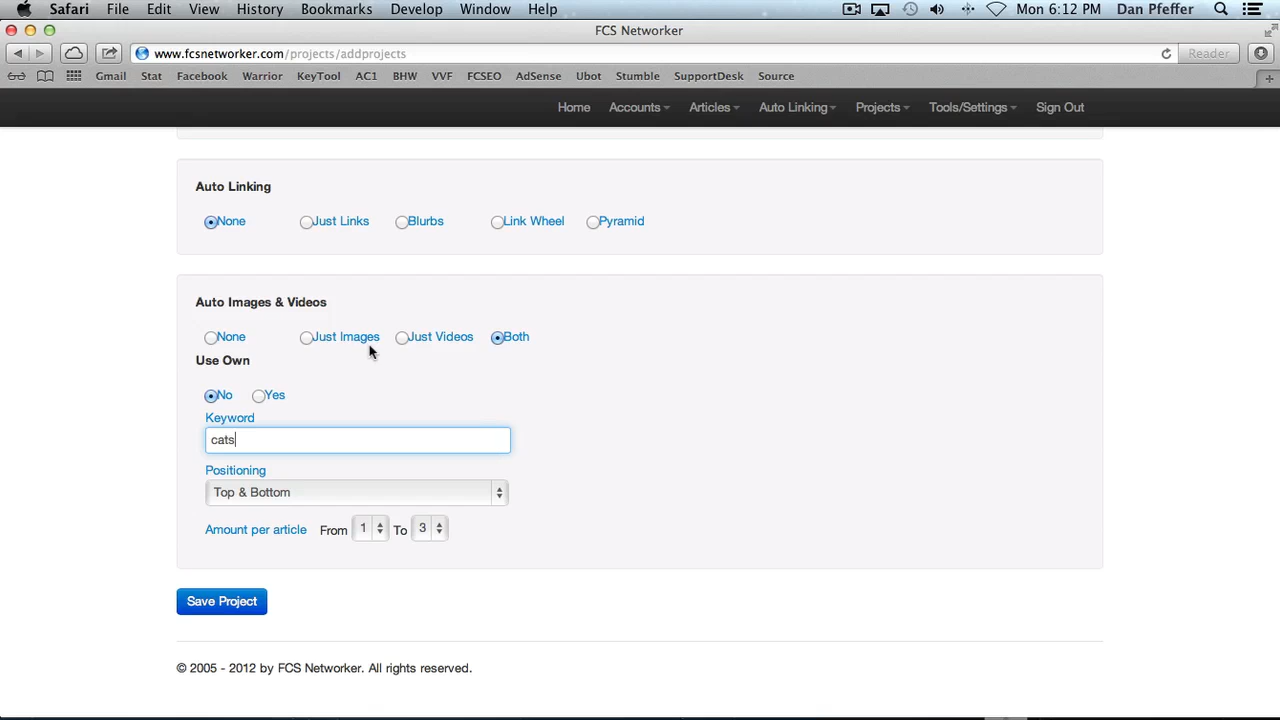 Safari File Edit View History Bookmarks Develop Window Help Mon 6:12 PM Dan Pfeffer
FCS Networker
www.fcsnetworker.com/projects/addprojects Reader
Gmail Stat Facebook Warrior KeyTool AC1 BHW VVF FCSEO AdSense Ubot Stumble SupportDesk Source
Home Accounts Articles Auto Linking Projects Tools/Settings Sign Out
Auto Linking
None Just Links Blurbs Link Wheel Pyramid
Auto Images & Videos
None Just Images Just Videos Both
Use Own
No Yes
Keyword
cats
Positioning
Top & Bottom
Amount per article From 1 To 3
Save Project
© 2005 - 2012 by FCS Networker. All rights reserved.